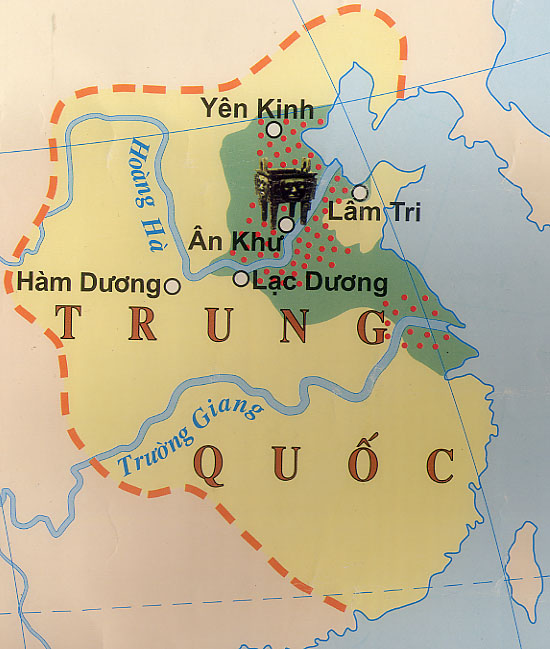 Yên Kinh
Hoàng Hà
Lâm Tri
Ân Khư
Hàm Dương
Lạc Dương
TRUNG
Trường Giang
QUỐC